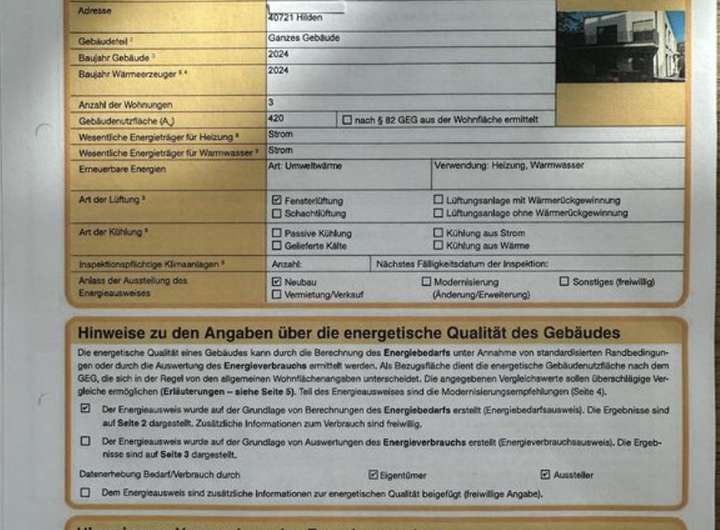 Adresse
40721 Hilden
Gebäudeteil ² Ganzes Gebäude
Baujahr Gebäude ³ 2024
Baujahr Wärmeerzeuger ³·⁴ 2024
Anzahl der Wohnungen 3
Gebäudenutzfläche (Aₙ) 420 ☐ nach § 82 GEG aus der Wohnfläche ermittelt
Wesentliche Energieträger für Heizung ³ Strom
Wesentliche Energieträger für Warmwasser ³ Strom
Erneuerbare Energien Art: Umweltwärme Verwendung: Heizung, Warmwasser
Art der Lüftung ³ ☑ Fensterlüftung ☐ Lüftungsanlage mit Wärmerückgewinnung
☐ Schachtlüftung ☐ Lüftungsanlage ohne Wärmerückgewinnung
Art der Kühlung ³ ☐ Passive Kühlung ☐ Kühlung aus Strom
☐ Gelieferte Kälte ☐ Kühlung aus Wärme
Inspektionspflichtige Klimaanlagen ⁵ Anzahl: Nächstes Fälligkeitsdatum der Inspektion:
Anlass der Ausstellung des ☑ Neubau ☐ Modernisierung ☐ Sonstiges (freiwillig)
Energieausweises ☐ Vermietung/Verkauf (Änderung/Erweiterung)
Hinweise zu den Angaben über die energetische Qualität des Gebäudes
Die energetische Qualität eines Gebäudes kann durch die Berechnung des Energiebedarfs unter Annahme von standardisierten Randbedingun-
gen oder durch die Auswertung des Energieverbrauchs ermittelt werden. Als Bezugsfläche dient die energetische Gebäudenutzfläche nach dem
GEG, die sich in der Regel von den allgemeinen Wohnflächenangaben unterscheidet. Die angegebenen Vergleichswerte sollen überschlägige Ver-
gleiche ermöglichen (Erläuterungen – siehe Seite 5). Teil des Energieausweises sind die Modernisierungsempfehlungen (Seite 4).
☑ Der Energieausweis wurde auf der Grundlage von Berechnungen des Energiebedarfs erstellt (Energiebedarfsausweis). Die Ergebnisse sind
auf Seite 2 dargestellt. Zusätzliche Informationen zum Verbrauch sind freiwillig.
☐ Der Energieausweis wurde auf der Grundlage von Auswertungen des Energieverbrauchs erstellt (Energieverbrauchsausweis). Die Ergeb-
nisse sind auf Seite 3 dargestellt.
Datenerhebung Bedarf/Verbrauch durch ☑ Eigentümer ☑ Aussteller
☐ Dem Energieausweis sind zusätzliche Informationen zur energetischen Qualität beigefügt (freiwillige Angabe).